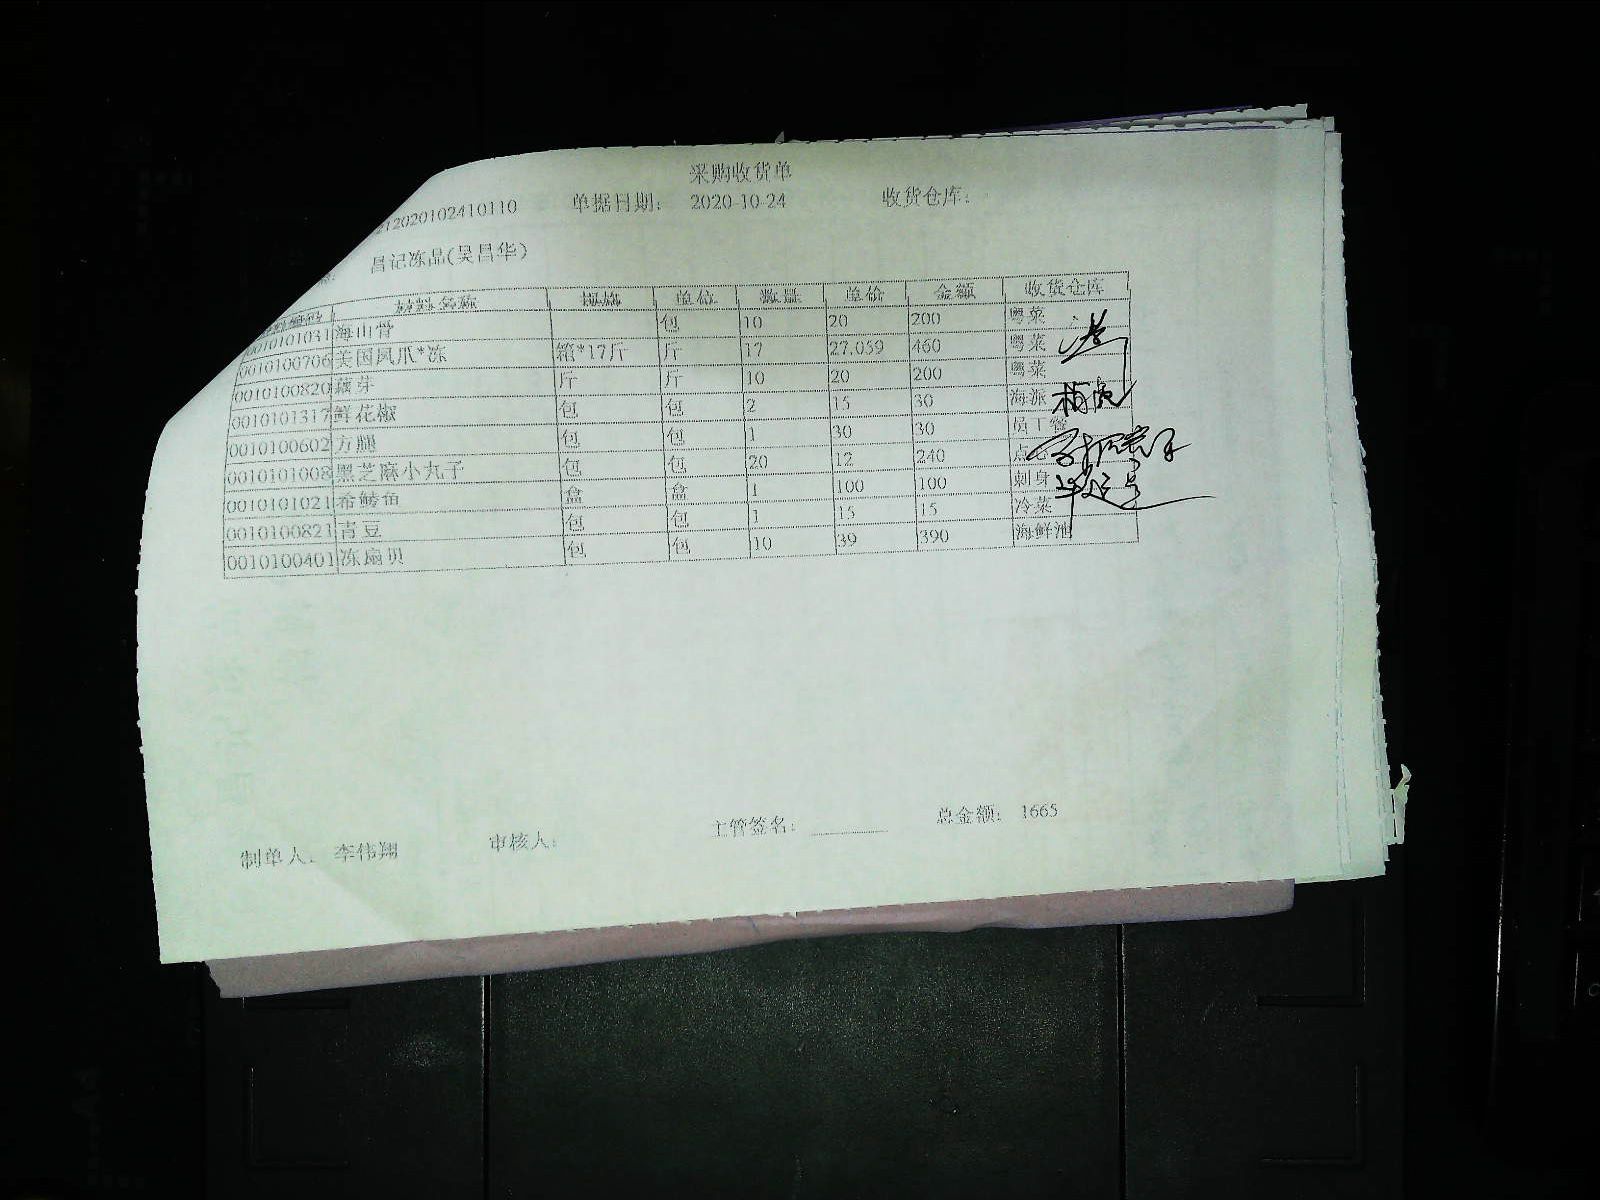 采购收货单
212020102410110 单据日期: 2020-10-24 收货仓库:
昌记冻品(吴昌华)
材料名称 规格 单位 数量 单价 金额 收货仓库
0010101031 海山骨 包 10 20 200 粤菜
0010100706 美国凤爪*冻 箱*17斤 斤 17 27.059 460 粤菜
0010100820 藕芽 斤 斤 10 20 200 粤菜
0010101317 鲜花椒 包 包 2 15 30 海派
0010100602 方腿 包 包 1 30 30 员工餐
0010101008 黑芝麻小丸子 包 包 20 12 240 点心
0010101021 希鲮鱼 盒 盒 1 100 100 刺身
0010100821 青豆 包 包 1 15 15 冷菜
0010100401 冻扇贝 包 包 10 39 390 海鲜池
制单人: 李伟翔 审核人: 主管签名: 总金额: 1665